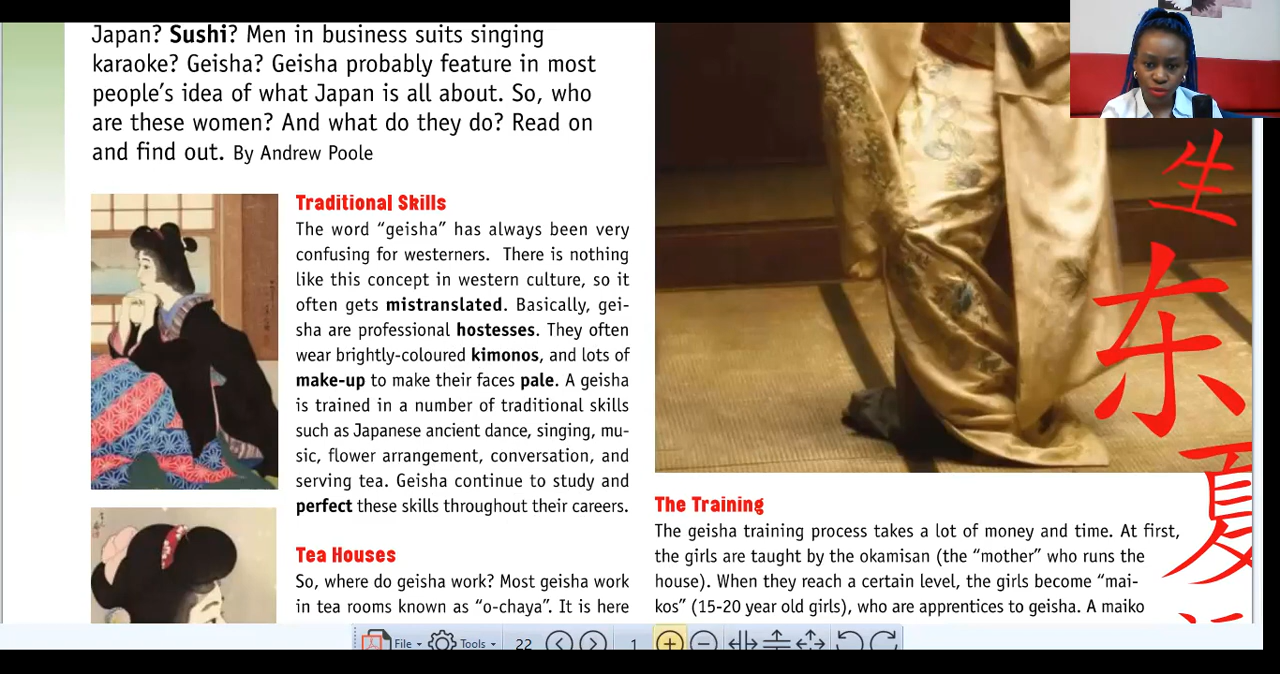 Japan? Sushi? Men in business suits singing
karaoke? Geisha? Geisha probably feature in most
people's idea of what Japan is all about. So, who
are these women? And what do they do? Read on
and find out. By Andrew Poole
Traditional Skills
The word “geisha” has always been very
confusing for westerners. There is nothing
like this concept in western culture, so it
often gets mistranslated. Basically, gei-
sha are professional hostesses. They often
wear brightly-coloured kimonos, and lots of
make-up to make their faces pale. A geisha
is trained in a number of traditional skills
such as Japanese ancient dance, singing, mu-
sic, flower arrangement, conversation, and
serving tea. Geisha continue to study and
perfect these skills throughout their careers.
Tea Houses
So, where do geisha work? Most geisha work
in tea rooms known as “o-chaya”. It is here
The Training
The geisha training process takes a lot of money and time. At first,
the girls are taught by the okamisan (the “mother” who runs the
house). When they reach a certain level, the girls become “mai-
kos” (15-20 year old girls), who are apprentices to geisha. A maiko
生
东
夏
File
Tools
22
1